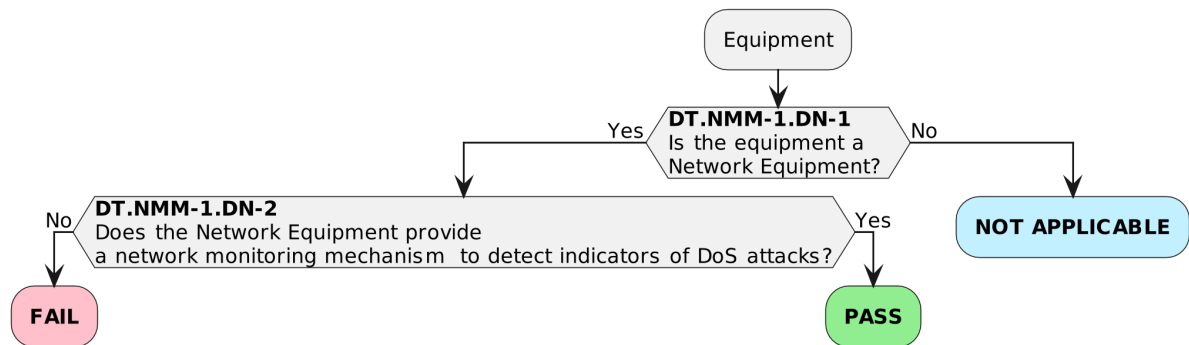 Equipment
DT.NMM-1.DN-1
Is the equipment a
Network Equipment?
Yes
No
DT.NMM-1.DN-2
Does the Network Equipment provide
a network monitoring mechanism to detect indicators of DoS attacks?
No
Yes
NOT APPLICABLE
FAIL
PASS